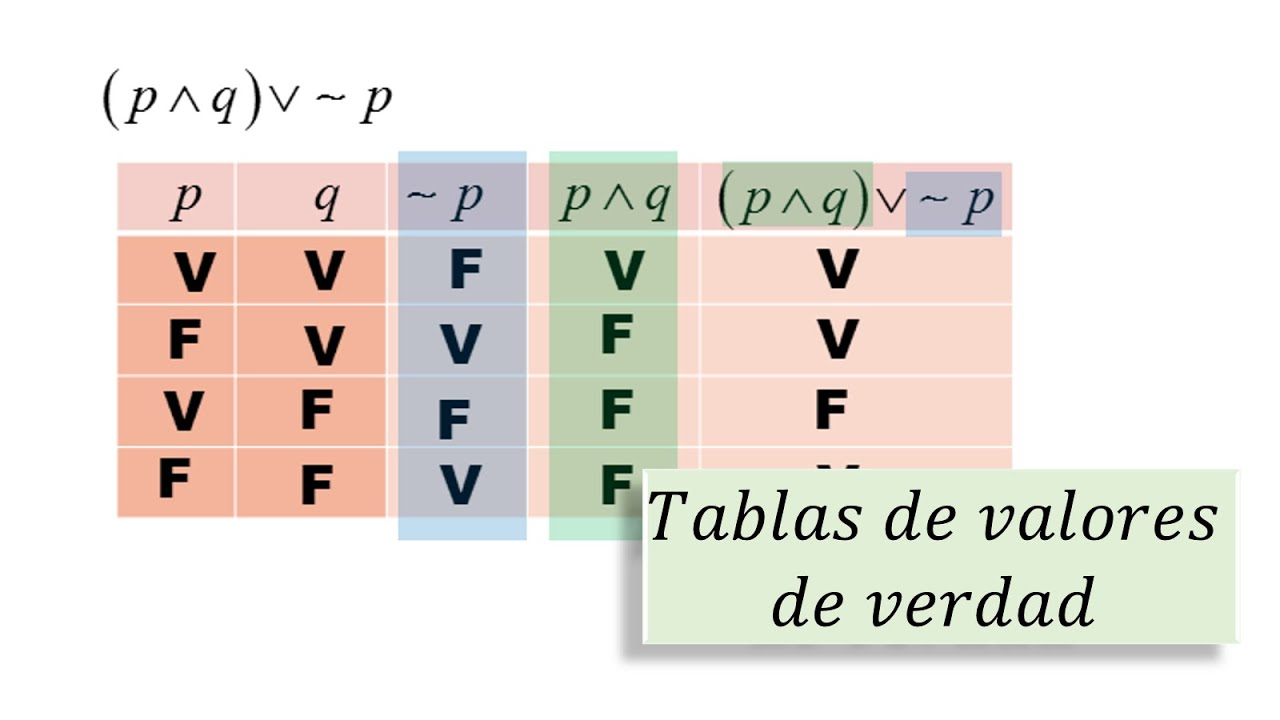 (p ∧ q) ∨ ~ p
p q ~ p p ∧ q (p ∧ q) ∨ ~ p
V V F V V
F V V F V
V F F F F
F F V F
Tablas de valores
de verdad